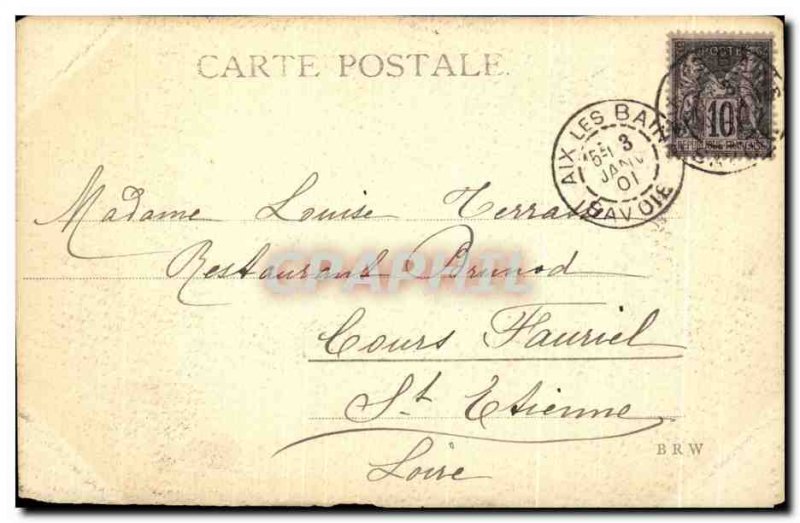 CARTE POSTALE
POSTE
10
AIX LES BAINS
3
JANV
01
SAVOIE
Madame Louise
Restaurant Brunod
Cours Fauriel
St Etienne
Loire
BRW
CPAPHIL